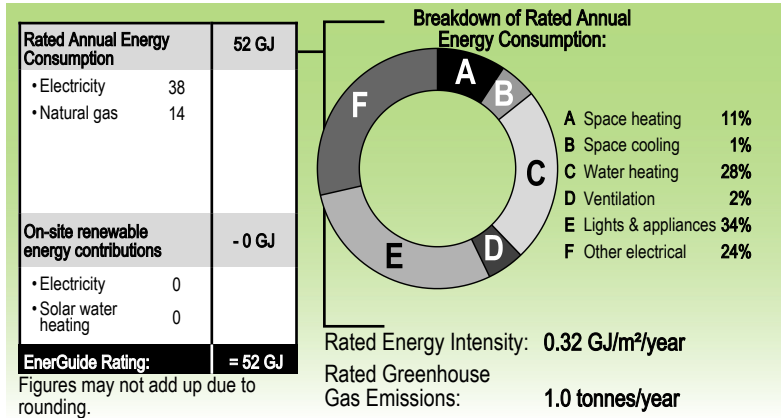 Rated Annual Energy
Consumption
52 GJ
• Electricity 38
• Natural gas 14
On-site renewable
energy contributions
- 0 GJ
• Electricity 0
• Solar water
heating
0
EnerGuide Rating: = 52 GJ
Figures may not add up due to
rounding.
Breakdown of Rated Annual
Energy Consumption:
A
B
C
D
E
F
A Space heating 11%
B Space cooling 1%
C Water heating 28%
D Ventilation 2%
E Lights & appliances 34%
F Other electrical 24%
Rated Energy Intensity: 0.32 GJ/m²/year
Rated Greenhouse
Gas Emissions: 1.0 tonnes/year